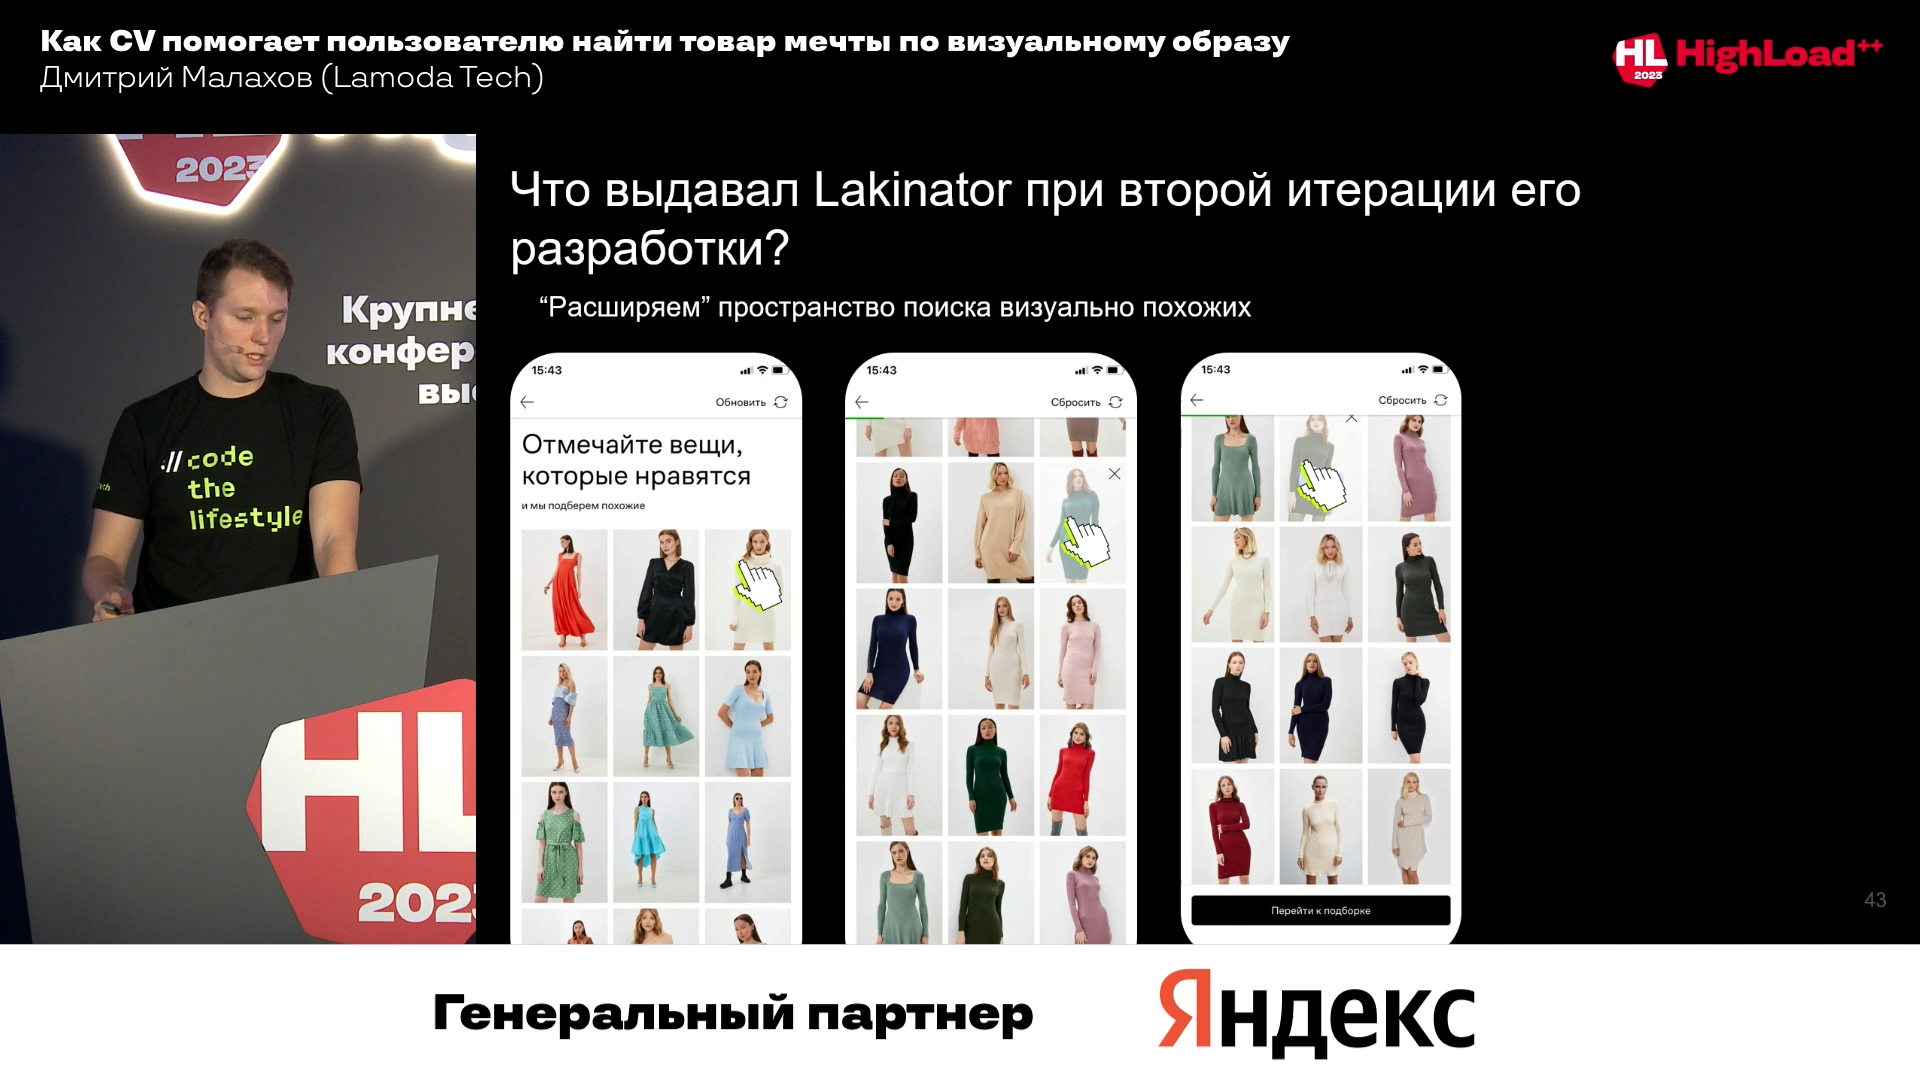 Как CV помогает пользователю найти товар мечты по визуальному образу
Дмитрий Малахов (Lamoda Tech)
HL
2023
HighLoad++
2023
Крупне
конфер
выс
// code
the
lifestyle
HL
2023
Что выдавал Lakinator при второй итерации его
разработки?
“Расширяем” пространство поиска визуально похожих
15:43
Обновить
Отмечайте вещи,
которые нравятся
и мы подберем похожие
15:43
Сбросить
15:43
Сбросить
Перейти к подборке
43
Генеральный партнер
Яндекс